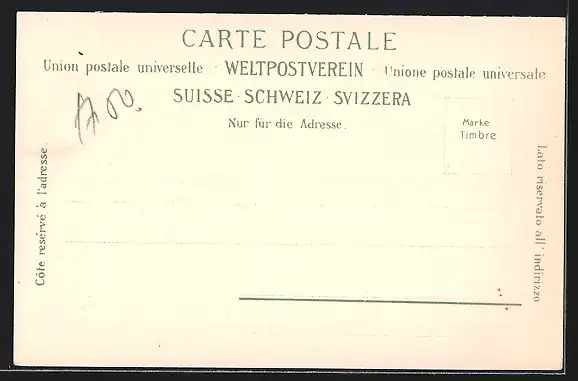 CARTE POSTALE
Union postale universelle · WELTPOSTVEREIN · Unione postale universale
SUISSE · SCHWEIZ · SVIZZERA
Nur für die Adresse.
Marke
Timbre
Côté reservé à l'adresse.
Lato riservato all' indirizzo